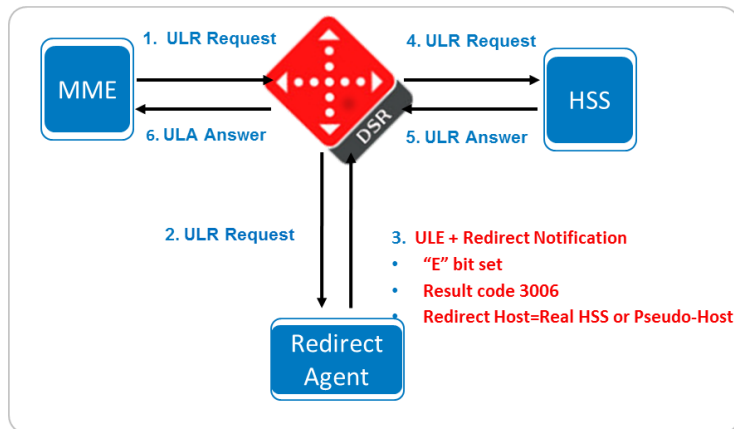 1. ULR Request
4. ULR Request
MME
DSR
HSS
6. ULA Answer
5. ULR Answer
2. ULR Request
3. ULE + Redirect Notification
• “E” bit set
• Result code 3006
• Redirect Host=Real HSS or Pseudo-Host
Redirect
Agent